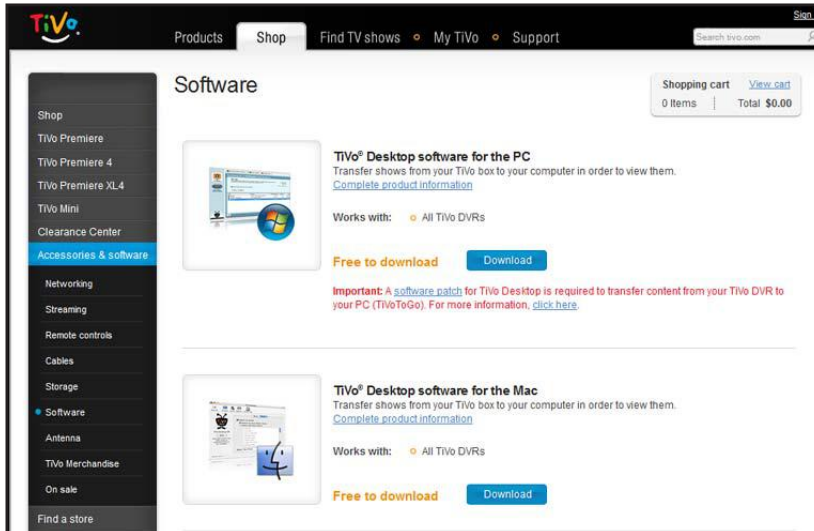 TiVo
Sign
Products
Shop
Find TV shows
My TiVo
Support
Search tivo.com
Software
Shopping cart View cart
0 Items | Total $0.00
Shop
TiVo Premiere
TiVo Premiere 4
TiVo Premiere XL4
TiVo Mini
Clearance Center
Accessories & software
Networking
Streaming
Remote controls
Cables
Storage
Software
Antenna
TiVo Merchandise
On sale
Find a store
TiVo® Desktop software for the PC
Transfer shows from your TiVo box to your computer in order to view them.
Complete product information
Works with: All TiVo DVRs
Free to download Download
Important: A software patch for TiVo Desktop is required to transfer content from your TiVo DVR to
your PC (TiVoToGo). For more information, click here.
TiVo® Desktop software for the Mac
Transfer shows from your TiVo box to your computer in order to view them.
Complete product information
Works with: All TiVo DVRs
Free to download Download